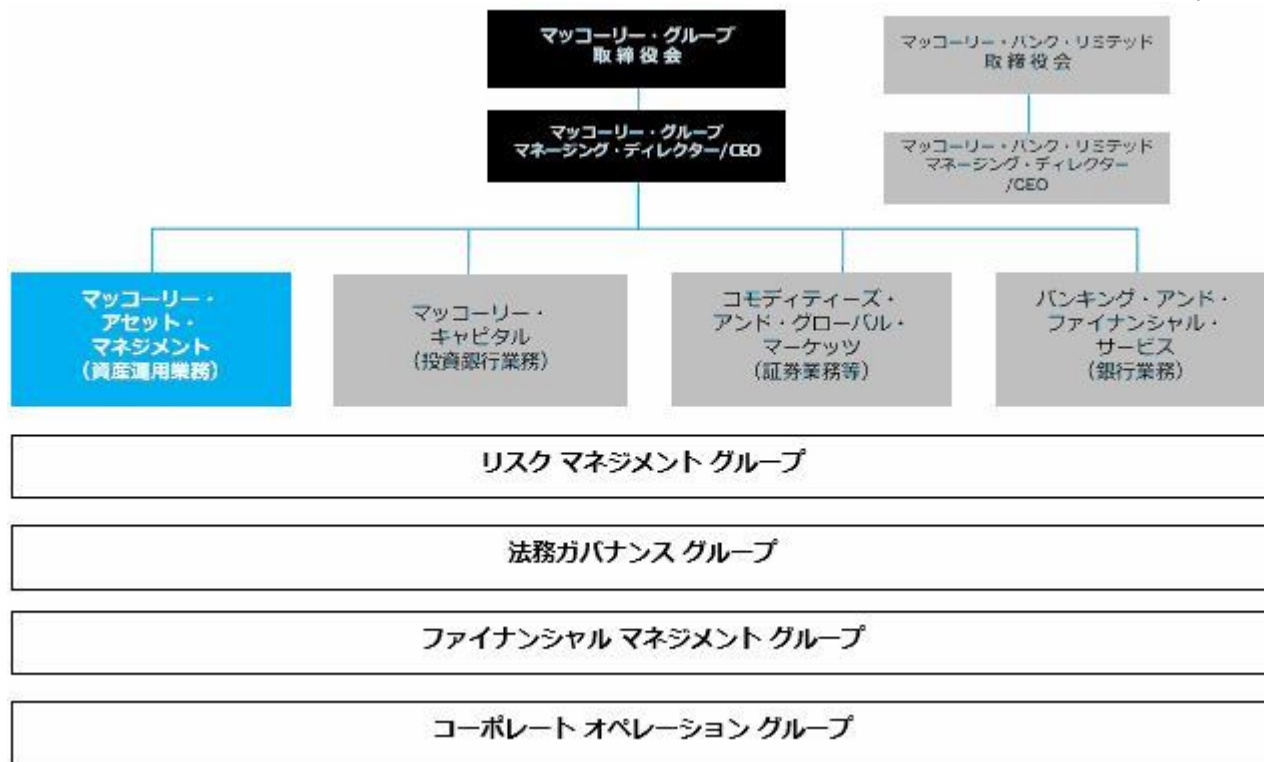 マッコーリー・グループ
取締役会
マッコーリー・バンク・リミテッド
取締役会
マッコーリー・グループ
マネージング・ディレクター/CEO
マッコーリー・バンク・リミテッド
マネージング・ディレクター
/CEO
マッコーリー・
アセット・
マネジメント
(資産運用業務)
マッコーリー・
キャピタル
(投資銀行業務)
コモディティーズ・
アンド・グローバル・
マーケッツ
(証券業務等)
バンキング・アンド・
ファイナンシャル・
サービス
(銀行業務)
リスク マネジメント グループ
法務ガバナンス グループ
ファイナンシャル マネジメント グループ
コーポレート オペレーション グループ